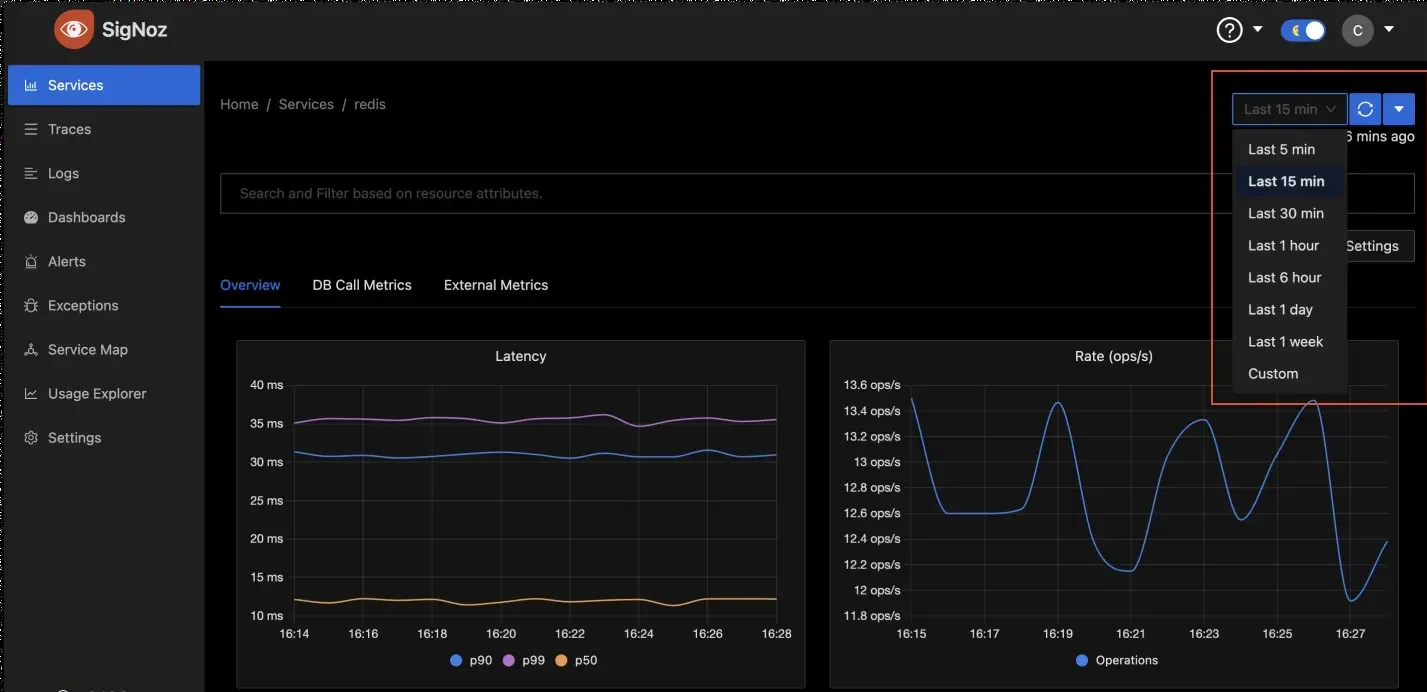 SigNoz
?
C
Services
Traces
Logs
Dashboards
Alerts
Exceptions
Service Map
Usage Explorer
Settings
Home / Services / redis
Last 15 min
6 mins ago
Last 5 min
Last 15 min
Last 30 min
Last 1 hour
Last 6 hour
Last 1 day
Last 1 week
Custom
Search and Filter based on resource attributes.
Settings
Overview DB Call Metrics External Metrics
Latency
40 ms
35 ms
30 ms
25 ms
20 ms
15 ms
10 ms
16:14 16:16 16:18 16:20 16:22 16:24 16:26 16:28
p90 p99 p50
Rate (ops/s)
13.6 ops/s
13.4 ops/s
13.2 ops/s
13 ops/s
12.8 ops/s
12.6 ops/s
12.4 ops/s
12.2 ops/s
12 ops/s
11.8 ops/s
16:15 16:17 16:19 16:21 16:23 16:25 16:27
Operations